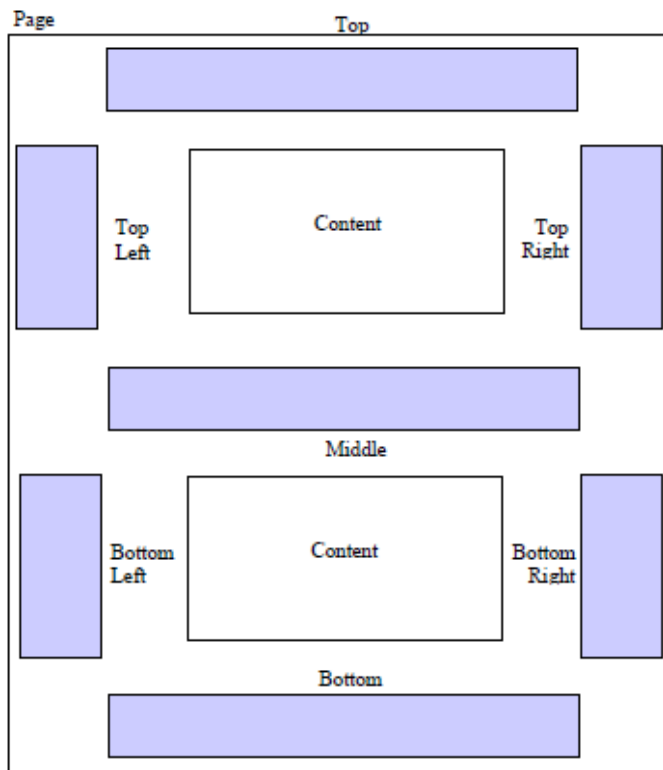 Page
Top
Top
Left
Content
Top
Right
Middle
Bottom
Left
Content
Bottom
Right
Bottom